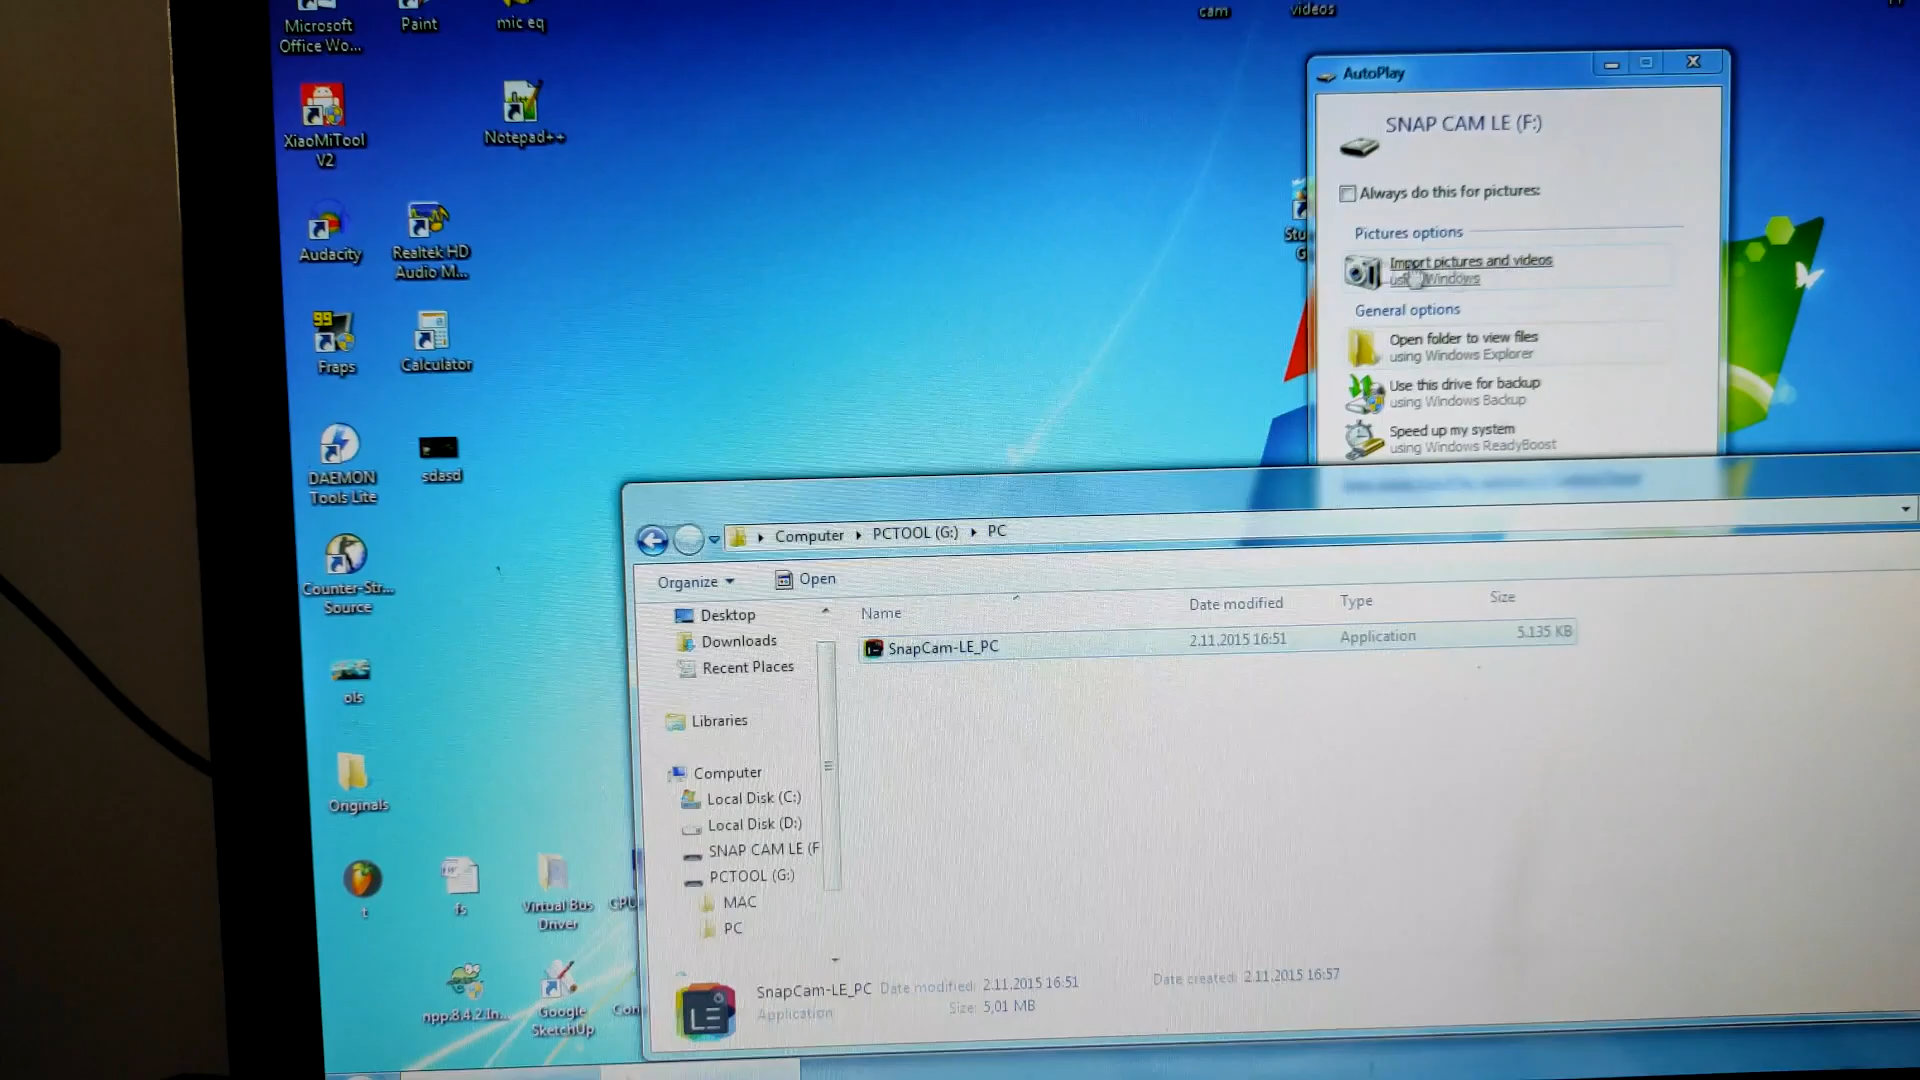 Microsoft
Office Wo...
Paint
mic eq
cam
videos
XiaoMiTool
V2
Notepad++
Audacity
Realtek HD
Audio M...
99
Fraps
Calculator
DAEMON
Tools Lite
sdasd
Counter-Str...
Source
ols
Originals
t
fs
Virtual Bus
Driver
CPU
npp.8.4.2.In...
Google
SketchUp
Con
Stu
G
AutoPlay
SNAP CAM LE (F:)
Always do this for pictures:
Pictures options
Import pictures and videos
using Windows
General options
Open folder to view files
using Windows Explorer
Use this drive for backup
using Windows Backup
Speed up my system
using Windows ReadyBoost
Computer
PCTOOL (G:)
PC
Organize
Open
Name
Date modified
Type
Size
SnapCam-LE_PC
2.11.2015 16:51
Application
5.135 KB
Desktop
Downloads
Recent Places
Libraries
Computer
Local Disk (C:)
Local Disk (D:)
SNAP CAM LE (F
PCTOOL (G:)
MAC
PC
LE
SnapCam-LE_PC
Date modified: 2.11.2015 16:51
Date created: 2.11.2015 16:57
Application
Size: 5,01 MB